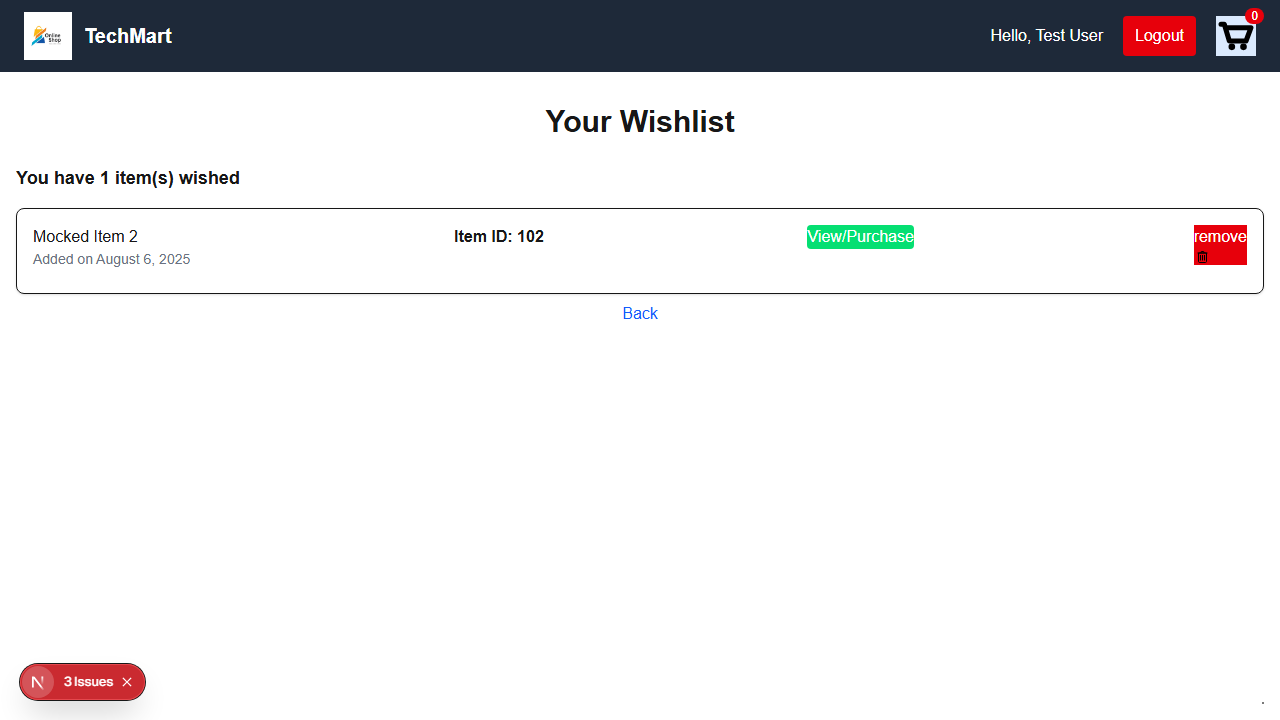 Online
Shop
TechMart
Hello, Test User
Logout
0
Your Wishlist
You have 1 item(s) wished
Mocked Item 2
Item ID: 102
View/Purchase
remove
Added on August 6, 2025
Back
N
3 Issues
.